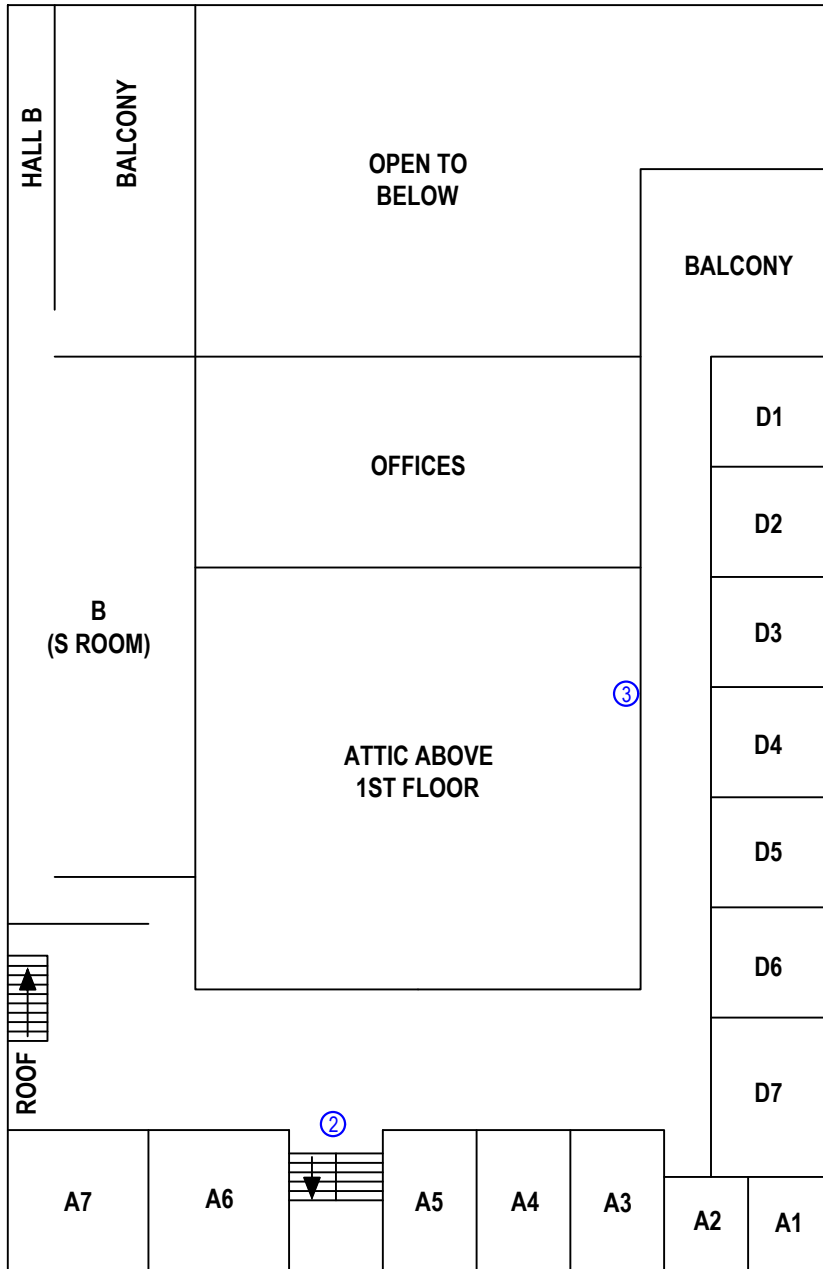 HALL B
BALCONY
OPEN TO
BELOW
BALCONY
D1
OFFICES
D2
B
(S ROOM)
D3
3
ATTIC ABOVE
1ST FLOOR
D4
D5
D6
ROOF
D7
2
A7
A6
A5
A4
A3
A2
A1